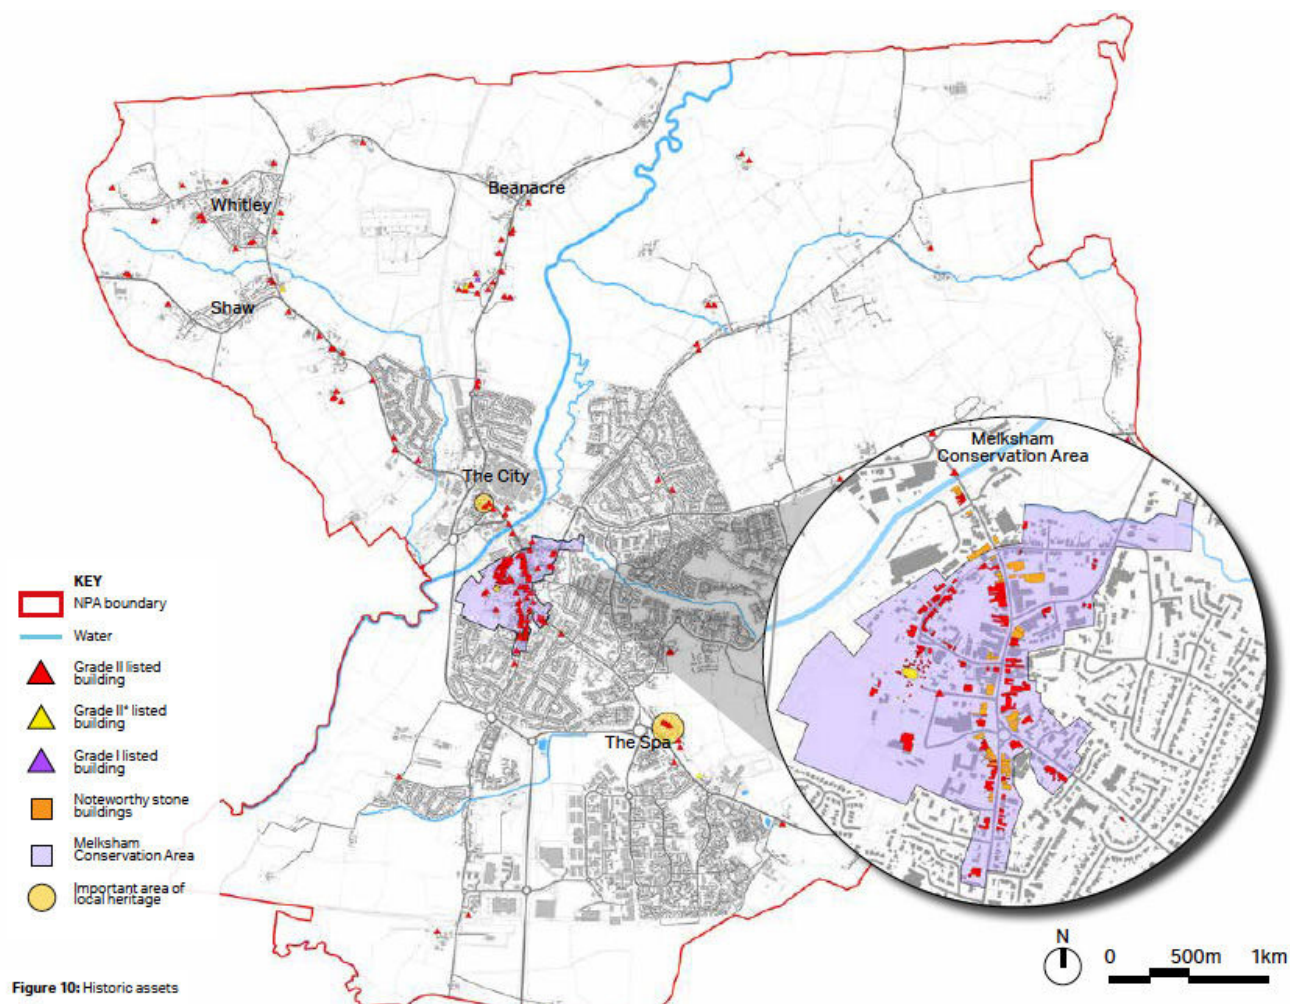 Beanacre
Whitley
Shaw
The City
Melksham
Conservation Area
The Spa
KEY
NPA boundary
Water
Grade II listed
building
Grade II* listed
building
Grade I listed
building
Noteworthy stone
buildings
Melksham
Conservation Area
Important area of
local heritage
N
0 500m 1km
Figure 10: Historic assets